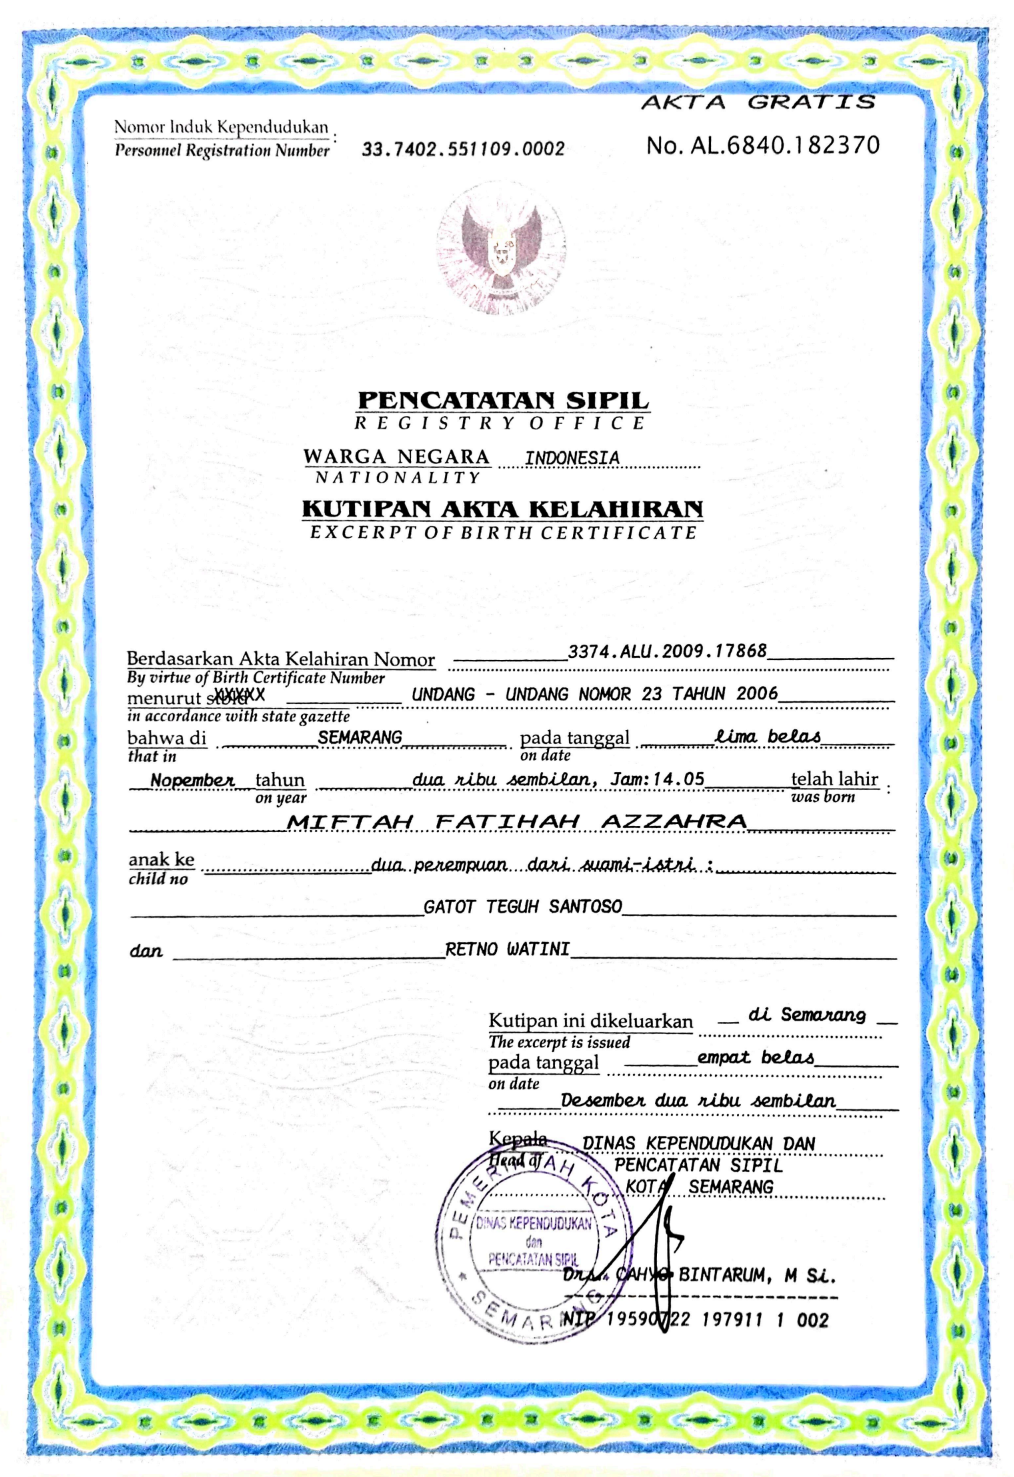 AKTA GRATIS
Nomor Induk Kependudukan :
Personnel Registration Number 33.7402.551109.0002 No. AL.6840.182370
PENCATATAN SIPIL
REGISTRY OFFICE
WARGA NEGARA INDONESIA
NATIONALITY
KUTIPAN AKTA KELAHIRAN
EXCERPT OF BIRTH CERTIFICATE
Berdasarkan Akta Kelahiran Nomor 3374.ALU.2009.17868
By virtue of Birth Certificate Number
menurut UNDANG - UNDANG NOMOR 23 TAHUN 2006
in accordance with state gazette
bahwa di SEMARANG pada tanggal lima belas
that in on date
Nopember tahun dua ribu sembilan, Jam:14.05 telah lahir :
on year was born
MIFTAH FATIHAH AZZAHRA
anak ke dua perempuan dari suami-istri :
child no
GATOT TEGUH SANTOSO
dan RETNO WATINI
Kutipan ini dikeluarkan di Semarang
The excerpt is issued
pada tanggal empat belas
on date
Desember dua ribu sembilan
Kepala DINAS KEPENDUDUKAN DAN
Head of PENCATATAN SIPIL
KOTA SEMARANG
PEMERINTAH KOTA
DINAS KEPENDUDUKAN
dan
PENCATATAN SIPIL
* SEMARANG
Drs. CAHYO BINTARUM, M Si.
NIP 19590722 197911 1 002